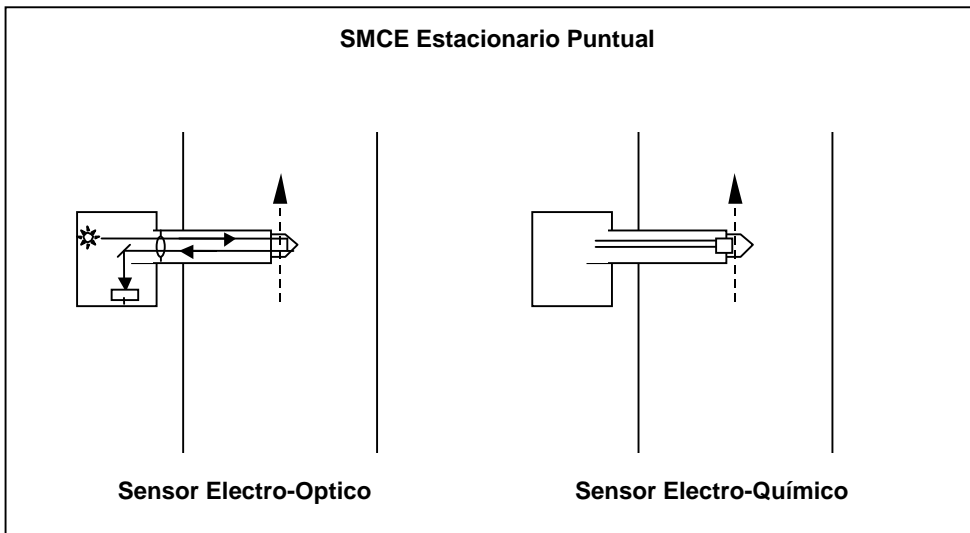 SMCE Estacionario Puntual
Sensor Electro-Optico
Sensor Electro-Químico